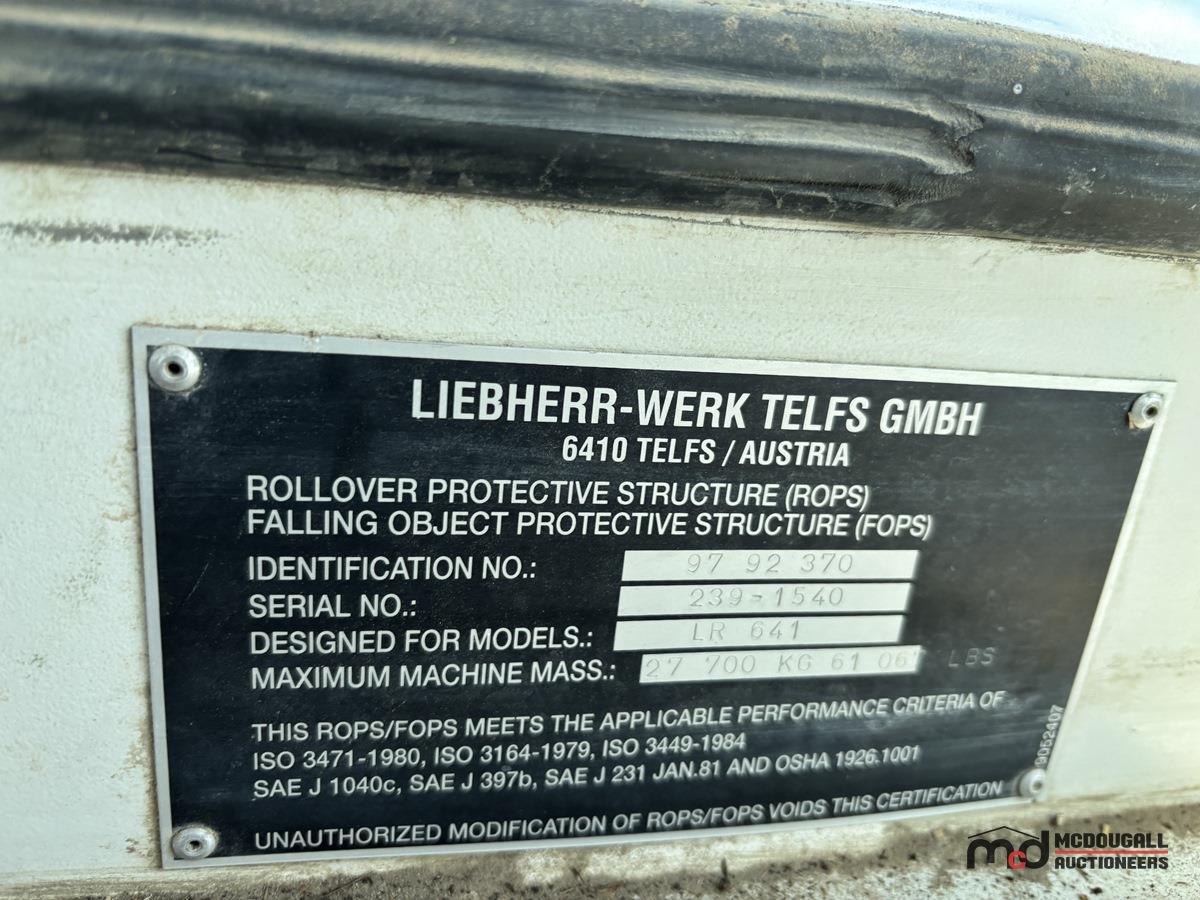 LIEBHERR-WERK TELFS GMBH
6410 TELFS / AUSTRIA
ROLLOVER PROTECTIVE STRUCTURE (ROPS)
FALLING OBJECT PROTECTIVE STRUCTURE (FOPS)
IDENTIFICATION NO.: 97 92 370
SERIAL NO.: 239-1540
DESIGNED FOR MODELS.: LR 641
MAXIMUM MACHINE MASS.: 27 700 KG 61 LBS
THIS ROPS/FOPS MEETS THE APPLICABLE PERFORMANCE CRITERIA OF
ISO 3471-1980, ISO 3164-1979, ISO 3449-1984
SAE J 1040c, SAE J 397b, SAE J 231 JAN.81 AND OSHA 1926.1001
UNAUTHORIZED MODIFICATION OF ROPS/FOPS VOIDS THIS CERTIFICATION
9052407
mcd MCDOUGALL
AUCTIONEERS